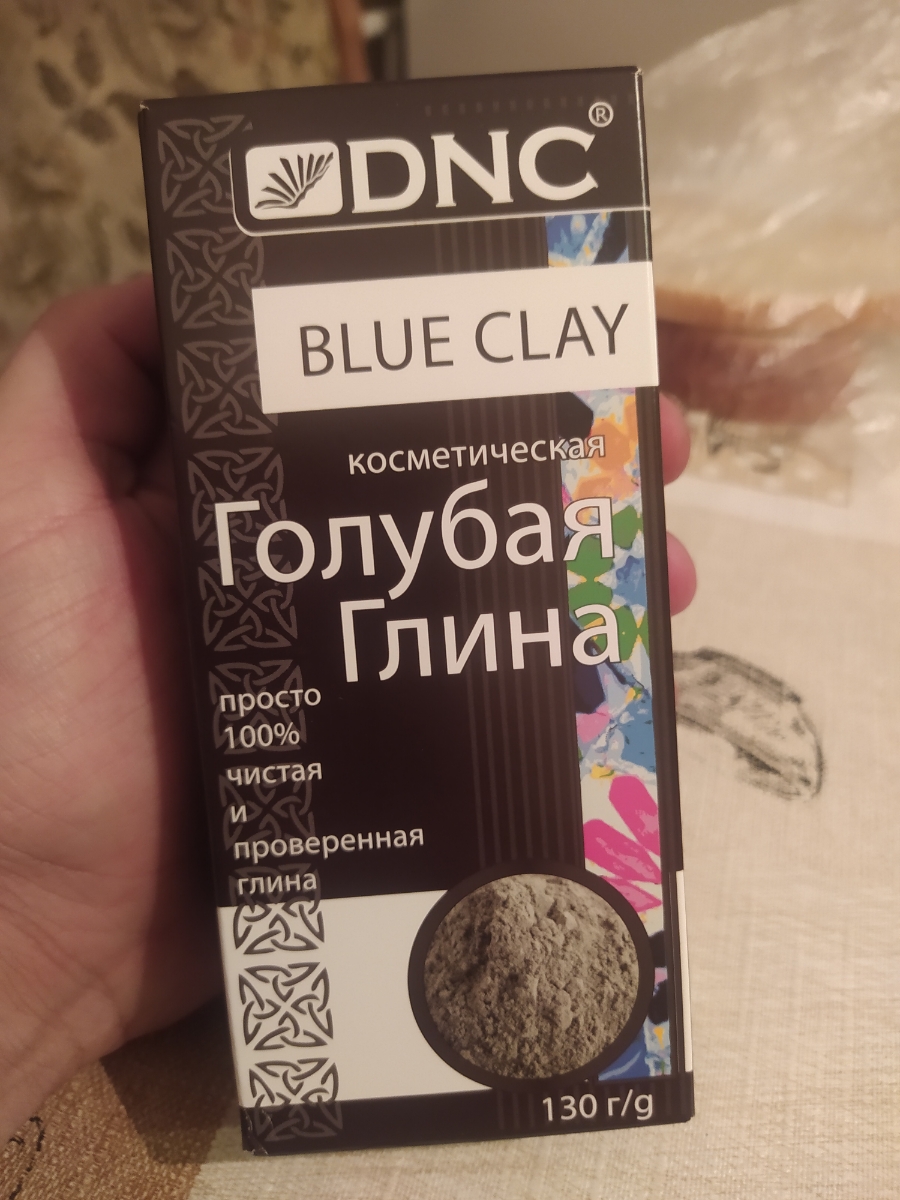 DNC®
BLUE CLAY
косметическая
Голубая
Глина
просто
100%
чистая
и
проверенная
глина
130 г/g